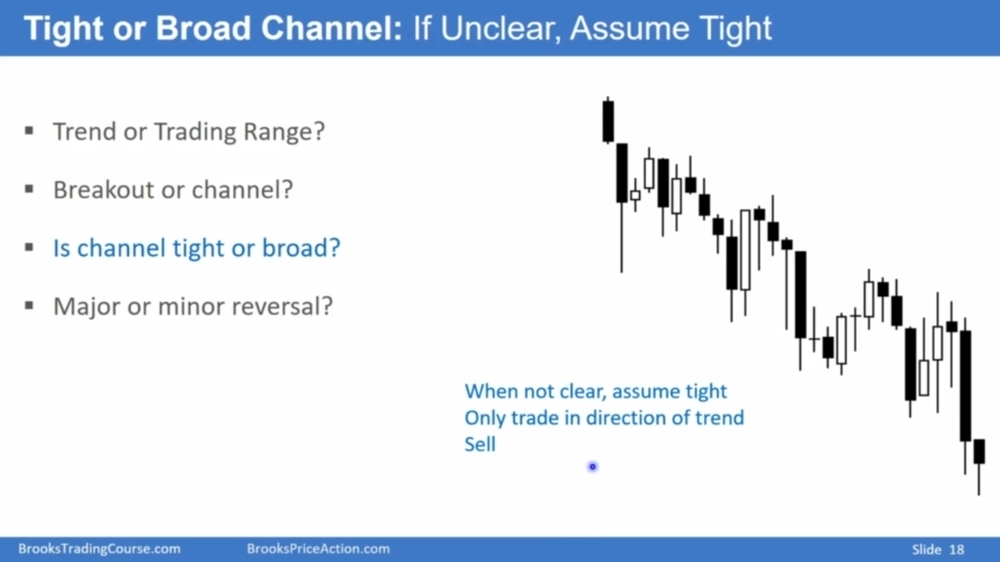 Tight or Broad Channel: If Unclear, Assume Tight
▪ Trend or Trading Range?
▪ Breakout or channel?
▪ Is channel tight or broad?
▪ Major or minor reversal?
When not clear, assume tight
Only trade in direction of trend
Sell
BrooksTradingCourse.com
BrooksPriceAction.com
Slide 18